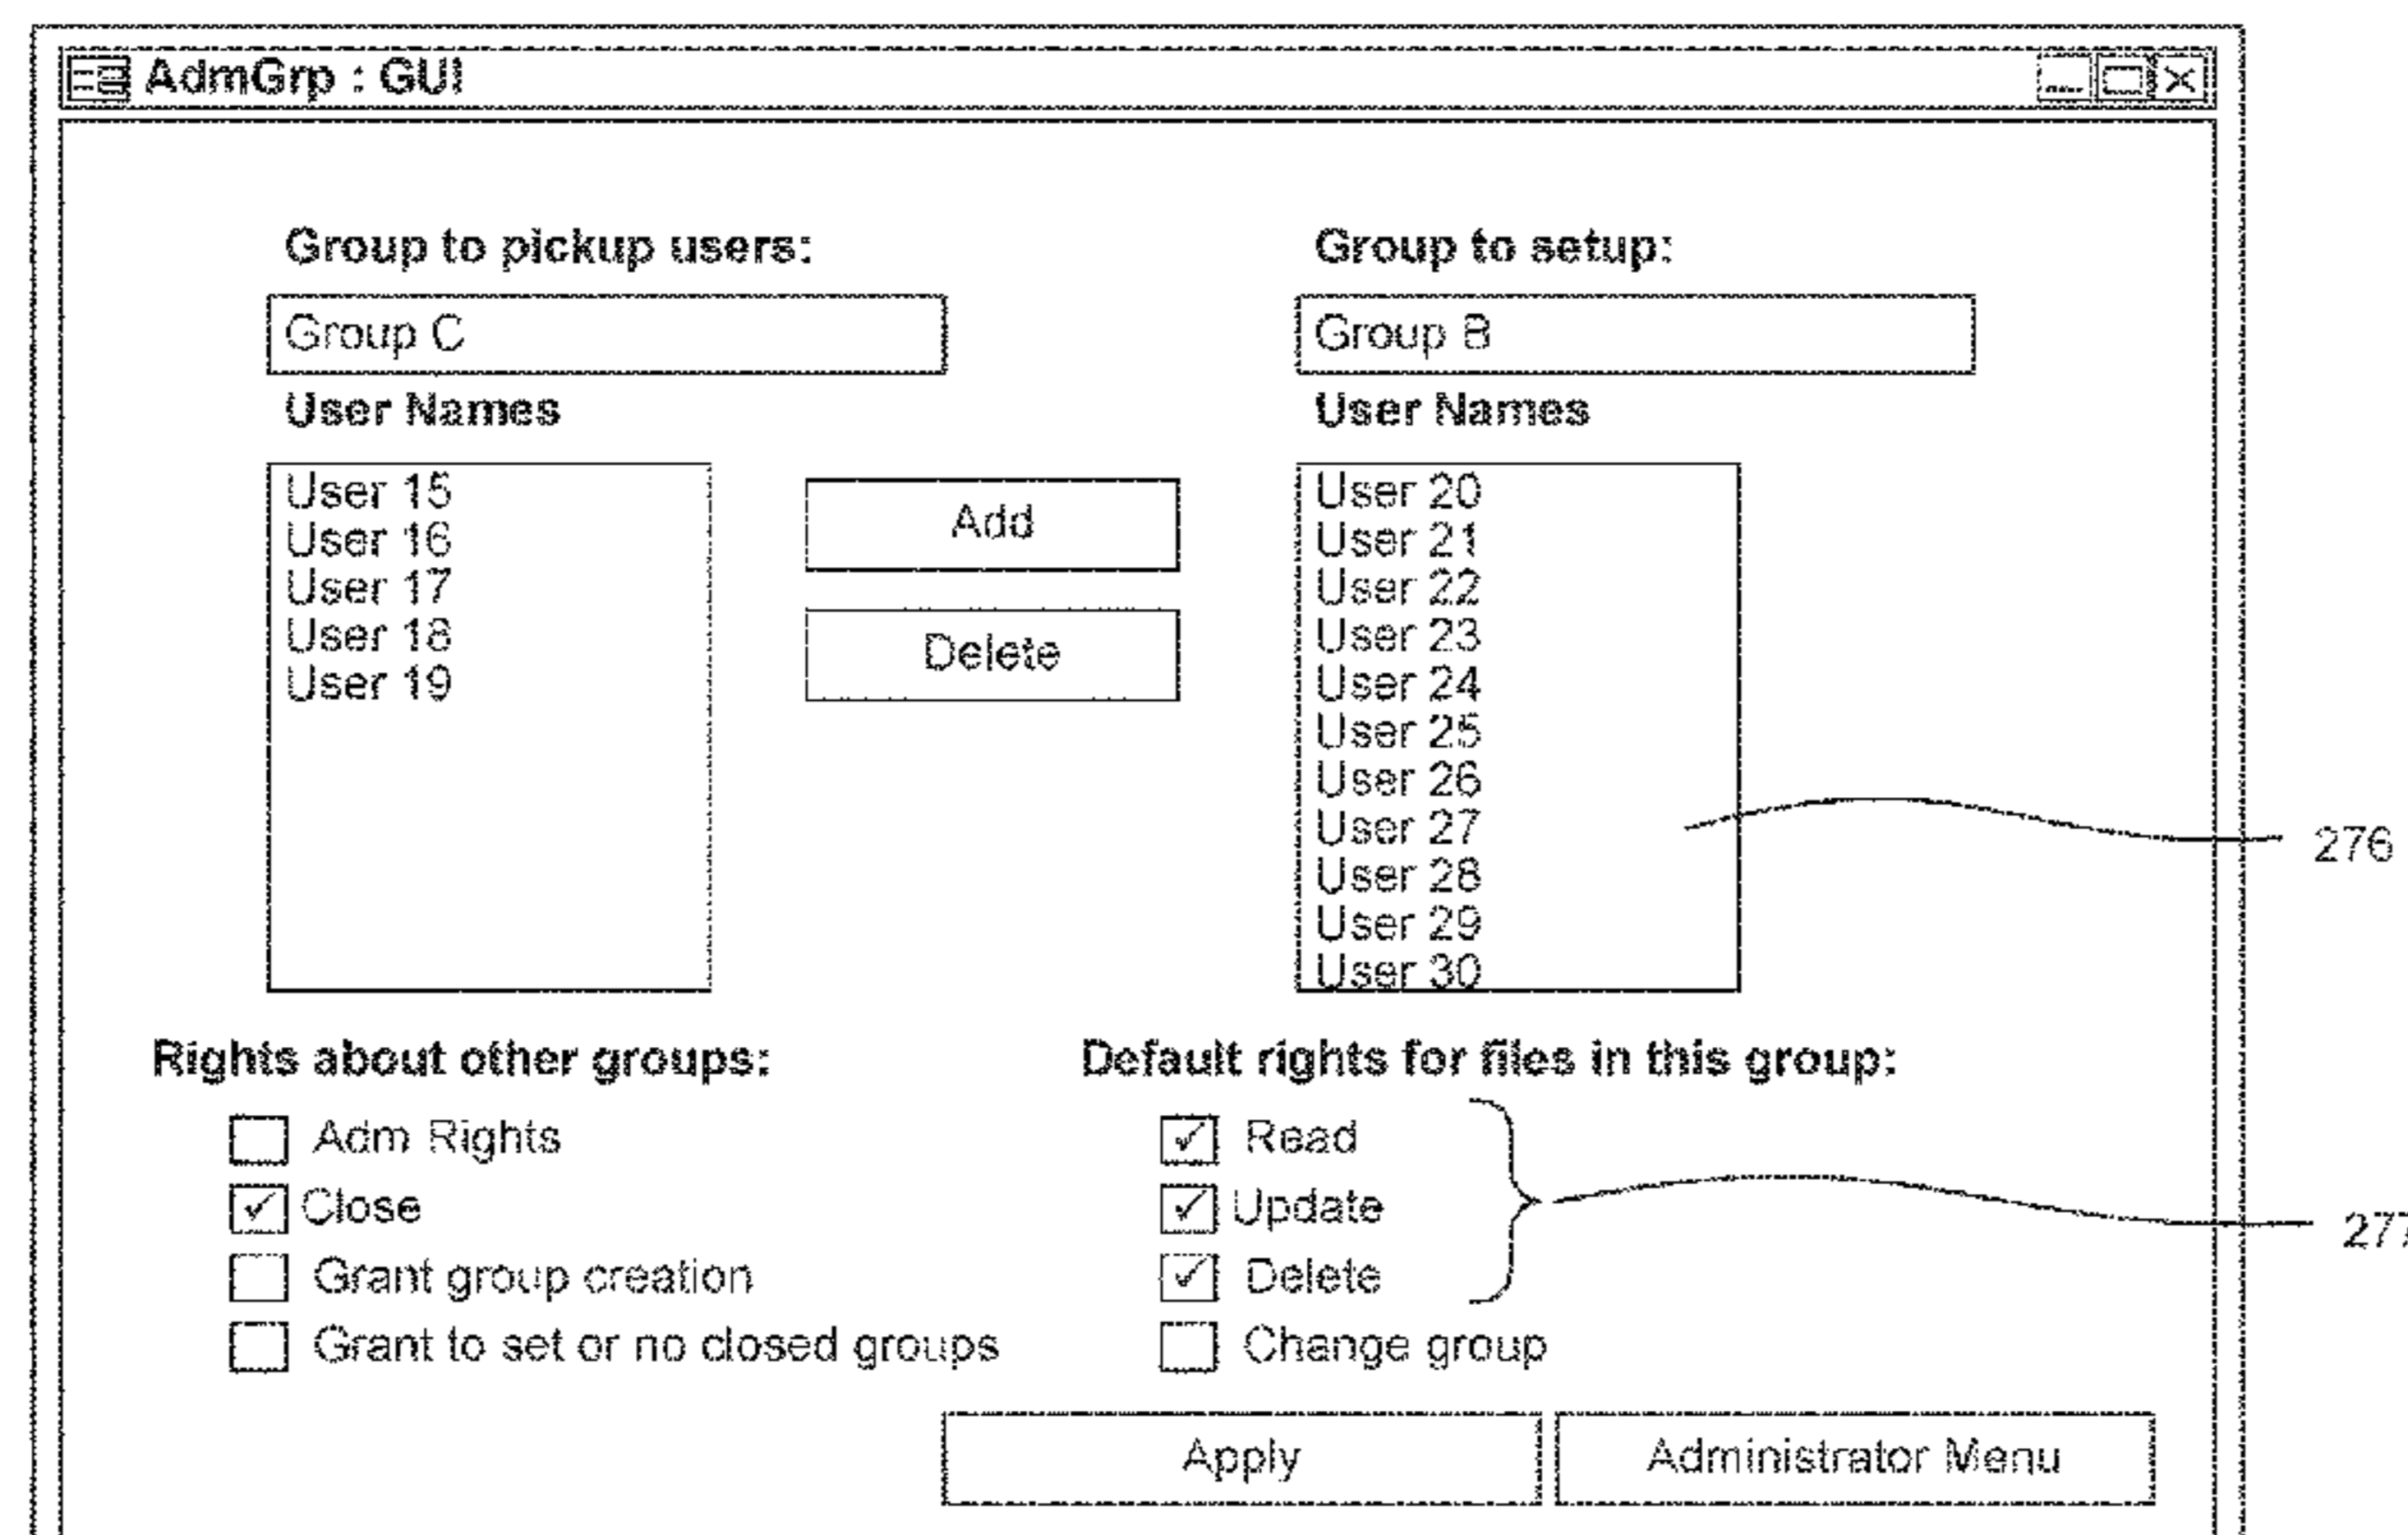 AdmGrp : GUI
Group to pickup users:
Group C
User Names
User 15
User 16
User 17
User 18
User 19
Add
Delete
Group to setup:
Group B
User Names
User 20
User 21
User 22
User 23
User 24
User 25
User 26
User 27
User 28
User 29
User 30
276
Rights about other groups:
Adm Rights
Close
Grant group creation
Grant to set or no closed groups
Default rights for files in this group:
Read
Update
Delete
Change group
277
Apply
Administrator Menu